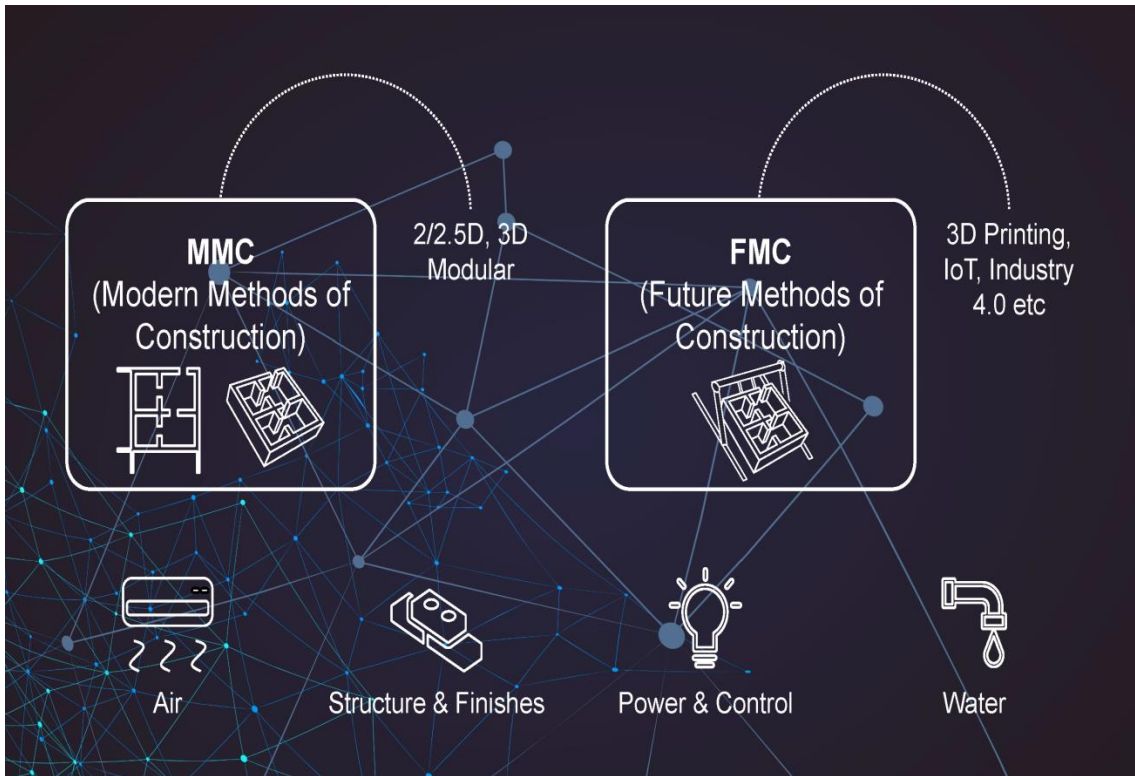 MMC
(Modern Methods of
Construction)
2/2.5D, 3D
Modular
FMC
(Future Methods of
Construction)
3D Printing,
IoT, Industry
4.0 etc
Air
Structure & Finishes
Power & Control
Water